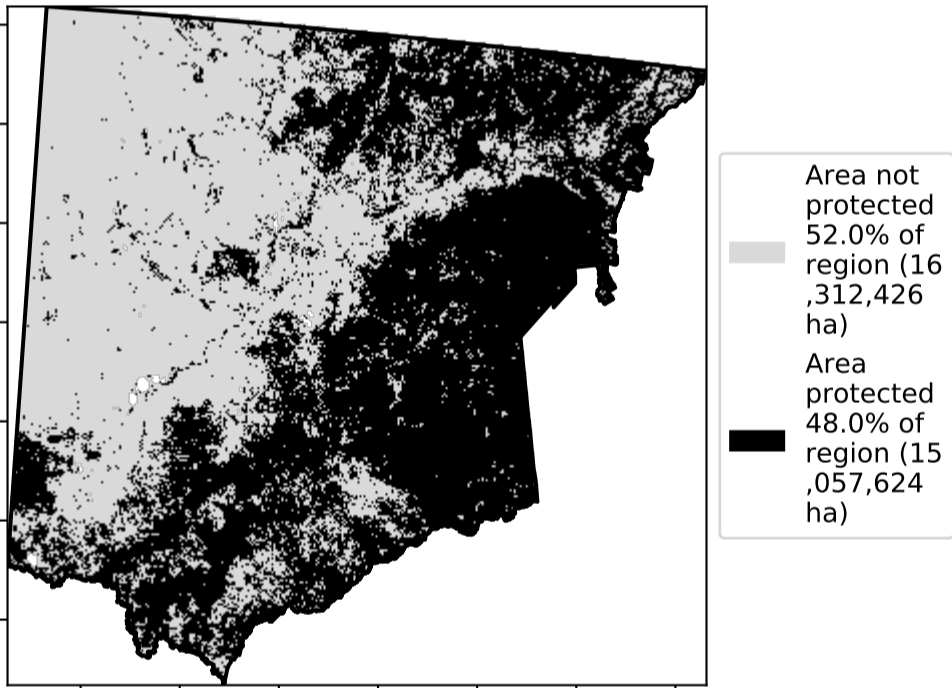 Area not
protected
52.0% of
region (16
,312,426
ha)
Area
protected
48.0% of
region (15
,057,624
ha)